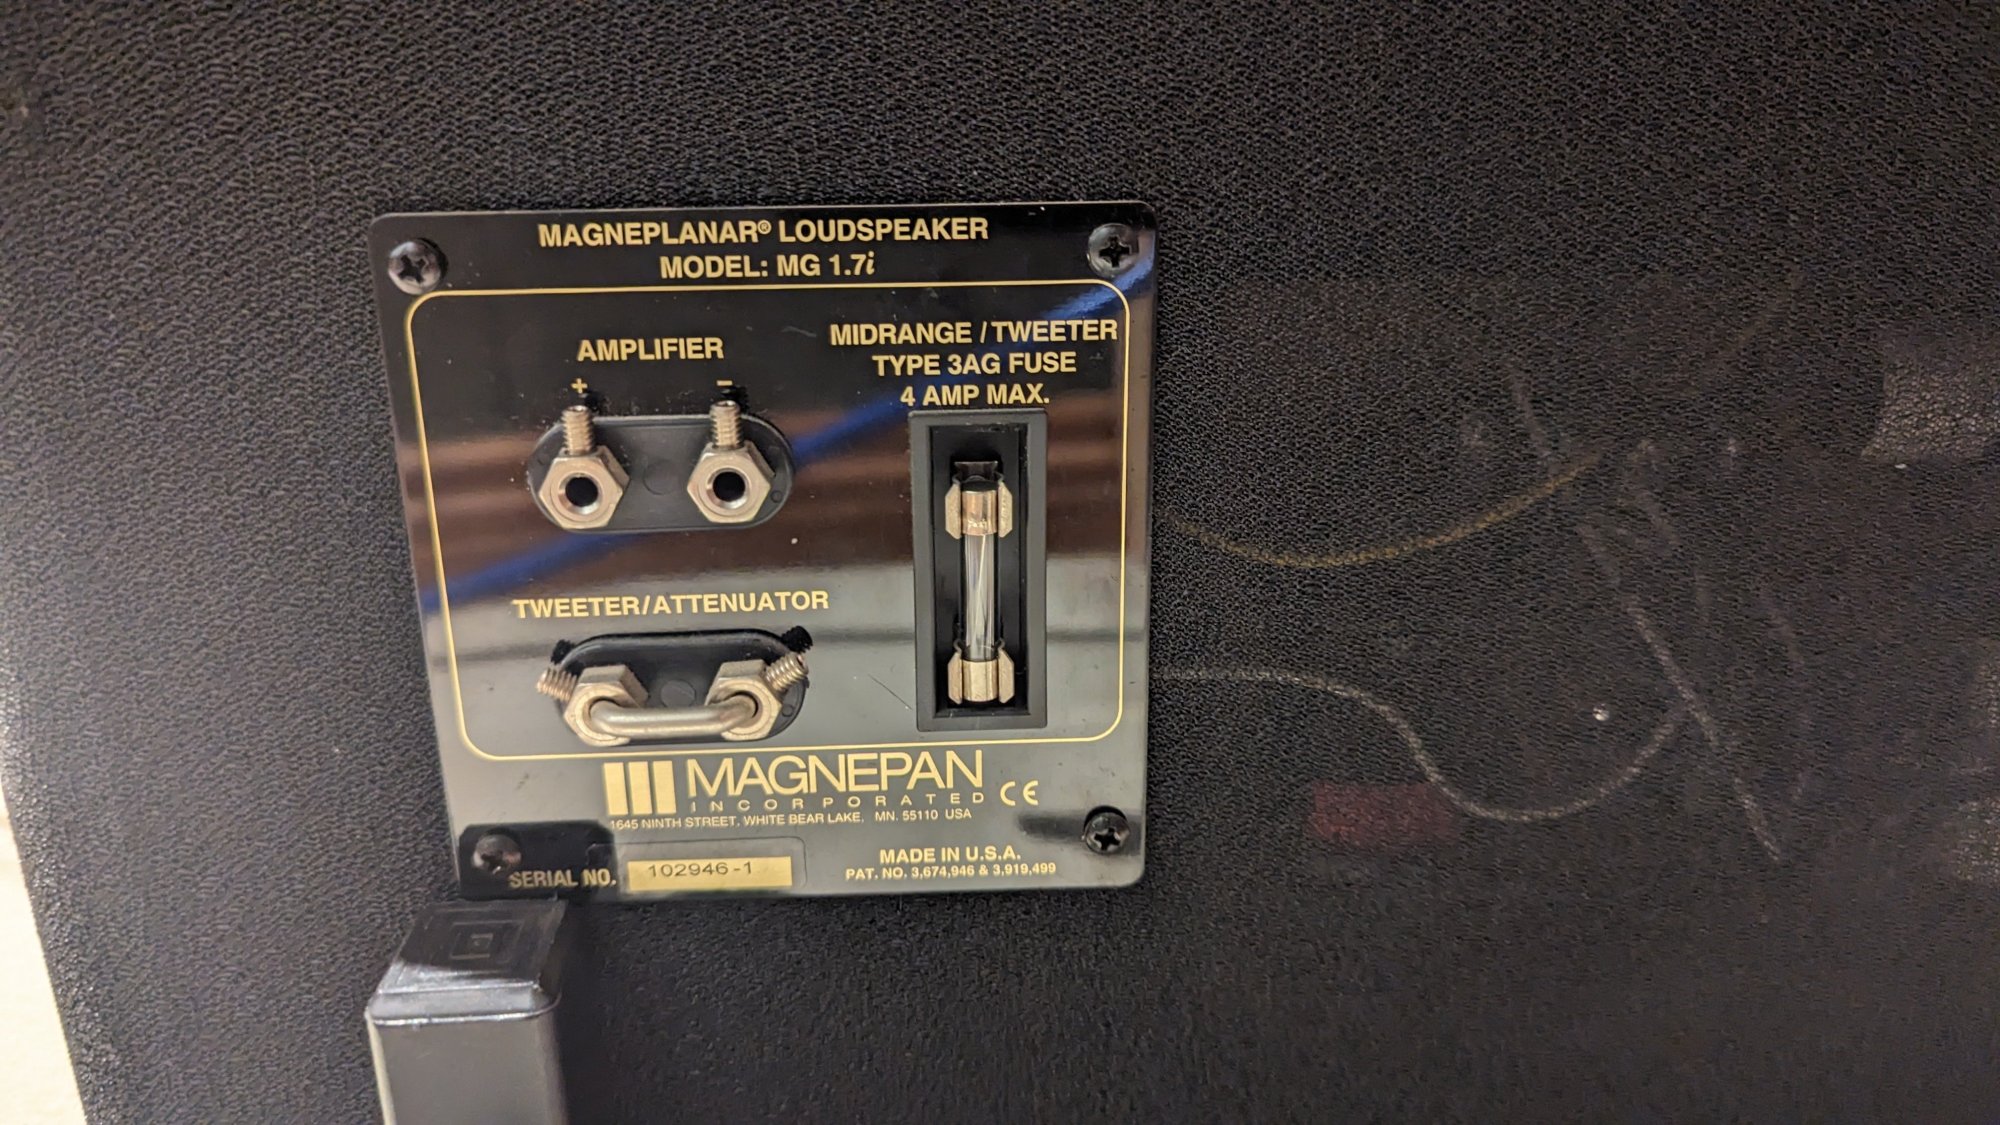 MAGNEPLANAR® LOUDSPEAKER
MODEL: MG 1.7i
AMPLIFIER
+ −
MIDRANGE / TWEETER
TYPE 3AG FUSE
4 AMP MAX.
TWEETER/ATTENUATOR
MAGNEPAN
INCORPORATED CE
1645 NINTH STREET, WHITE BEAR LAKE, MN. 55110 USA
SERIAL NO. 102946-1
MADE IN U.S.A.
PAT. NO. 3,674,946 & 3,919,499